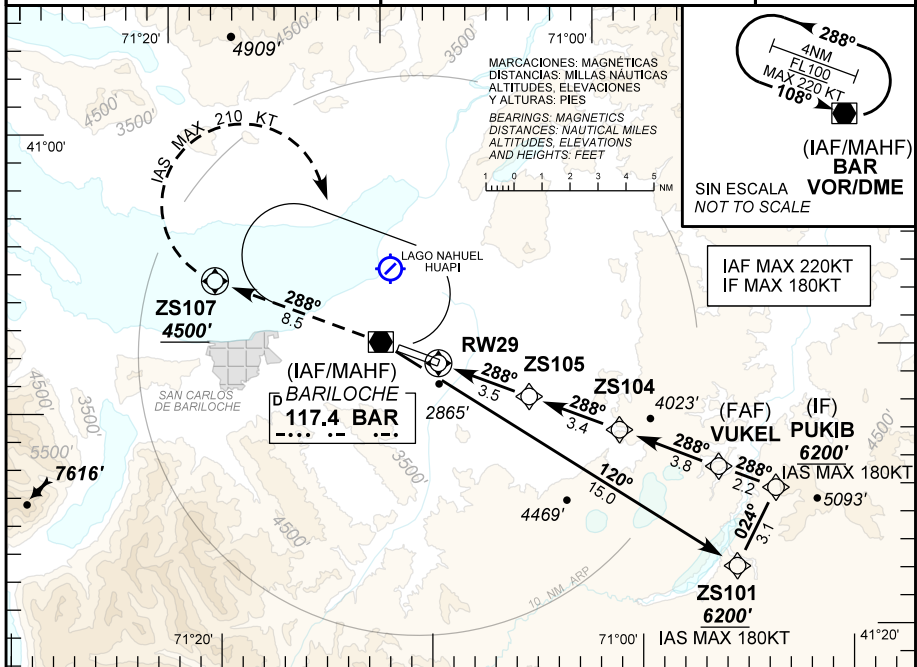 71°20'
71°00'
4909'
3500'
4500'
3500'
41°00'
MARCACIONES: MAGNÉTICAS
DISTANCIAS: MILLAS NÁUTICAS
ALTITUDES, ELEVACIONES
Y ALTURAS: PIES
BEARINGS: MAGNETICS
DISTANCES: NAUTICAL MILES
ALTITUDES, ELEVATIONS
AND HEIGHTS: FEET
1 0 1 2 3 4 5 NM
288°
4NM
FL100
MAX 220 KT
108°
(IAF/MAHF)
BAR
VOR/DME
SIN ESCALA
NOT TO SCALE
IAF MAX 220KT
IF MAX 180KT
IAS MAX 210 KT
LAGO NAHUEL
HUAPI
ZS107
4500'
288°
8.5
SAN CARLOS
DE BARILOCHE
(IAF/MAHF)
BARILOCHE
D 117.4 BAR
RW29
2865'
288°
3.5
ZS105
288°
3.4
ZS104
4023'
288°
3.8
(FAF)
VUKEL
288°
2.2
(IF)
PUKIB
6200'
IAS MAX 180KT
4500'
5093'
024°
3.1
120°
15.0
4469'
3500'
3500'
5500'
4500'
7616'
4500'
10 NM ARP
ZS101
6200'
IAS MAX 180KT
71°20'
71°00'
41°20'